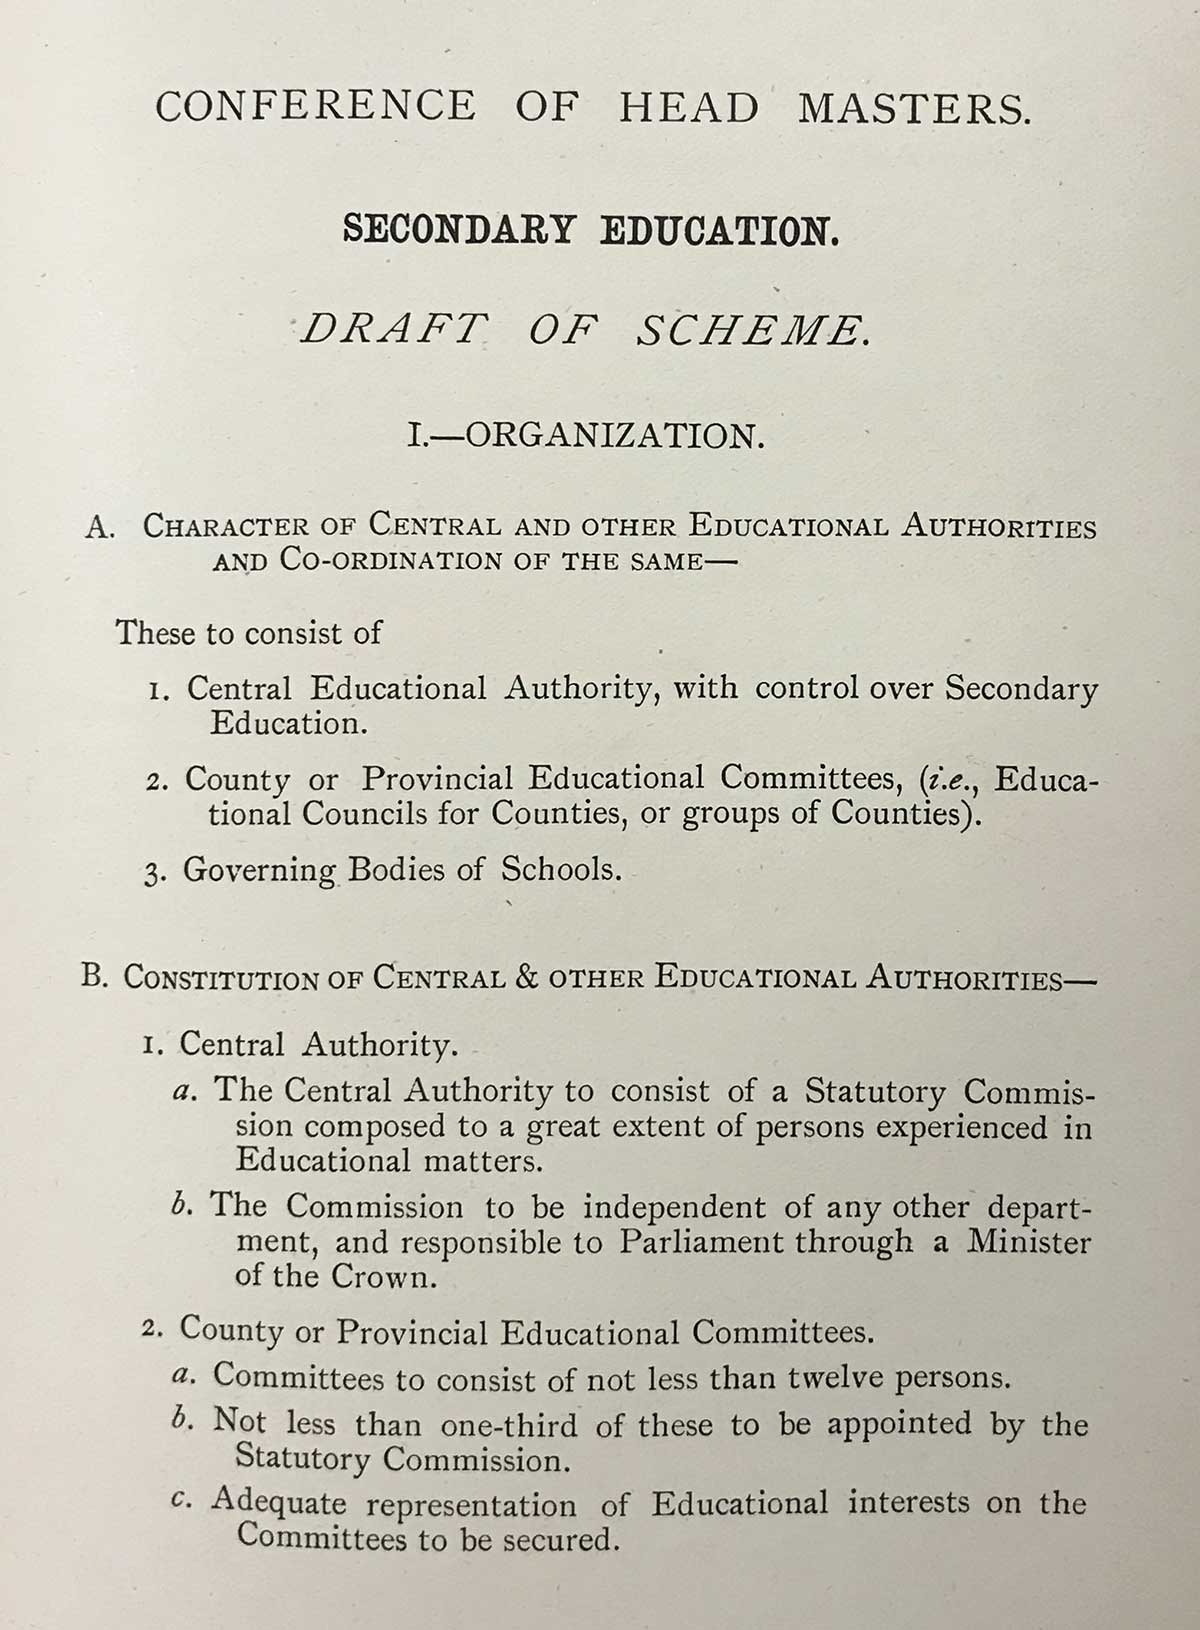 CONFERENCE OF HEAD MASTERS.
SECONDARY EDUCATION.
DRAFT OF SCHEME.
I.—ORGANIZATION.
A. CHARACTER OF CENTRAL AND OTHER EDUCATIONAL AUTHORITIES
AND CO-ORDINATION OF THE SAME—
These to consist of
1. Central Educational Authority, with control over Secondary
Education.
2. County or Provincial Educational Committees, (i.e., Educa-
tional Councils for Counties, or groups of Counties).
3. Governing Bodies of Schools.
B. CONSTITUTION OF CENTRAL & OTHER EDUCATIONAL AUTHORITIES—
1. Central Authority.
a. The Central Authority to consist of a Statutory Commis-
sion composed to a great extent of persons experienced in
Educational matters.
b. The Commission to be independent of any other depart-
ment, and responsible to Parliament through a Minister
of the Crown.
2. County or Provincial Educational Committees.
a. Committees to consist of not less than twelve persons.
b. Not less than one-third of these to be appointed by the
Statutory Commission.
c. Adequate representation of Educational interests on the
Committees to be secured.